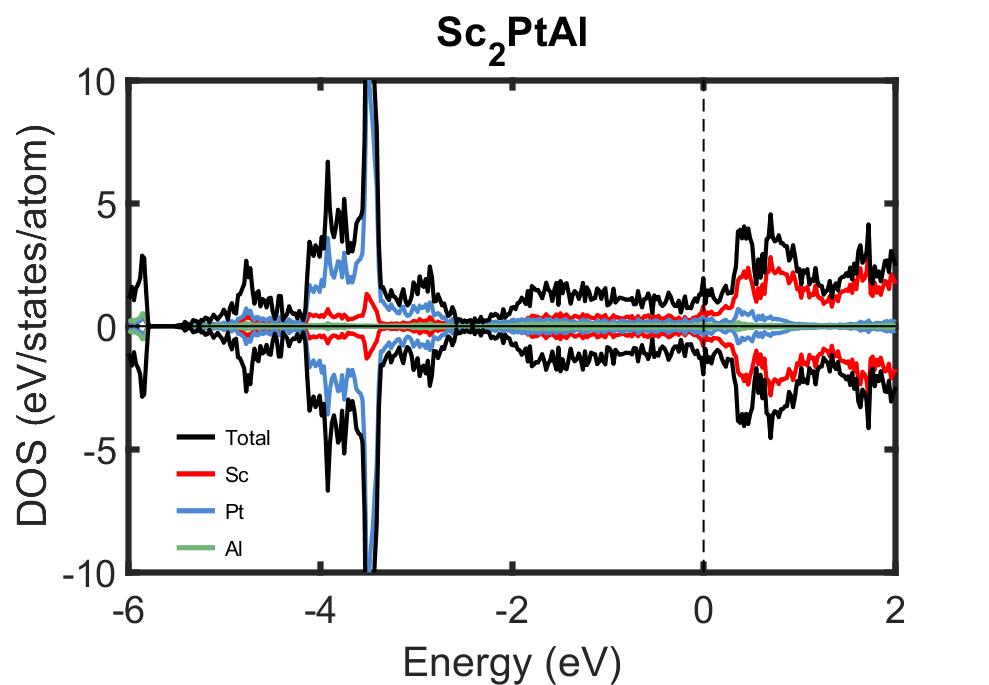 Sc2PtAl
10
5
0
-5
-10
DOS (eV/states/atom)
Total
Sc
Pt
Al
-6 -4 -2 0 2
Energy (eV)